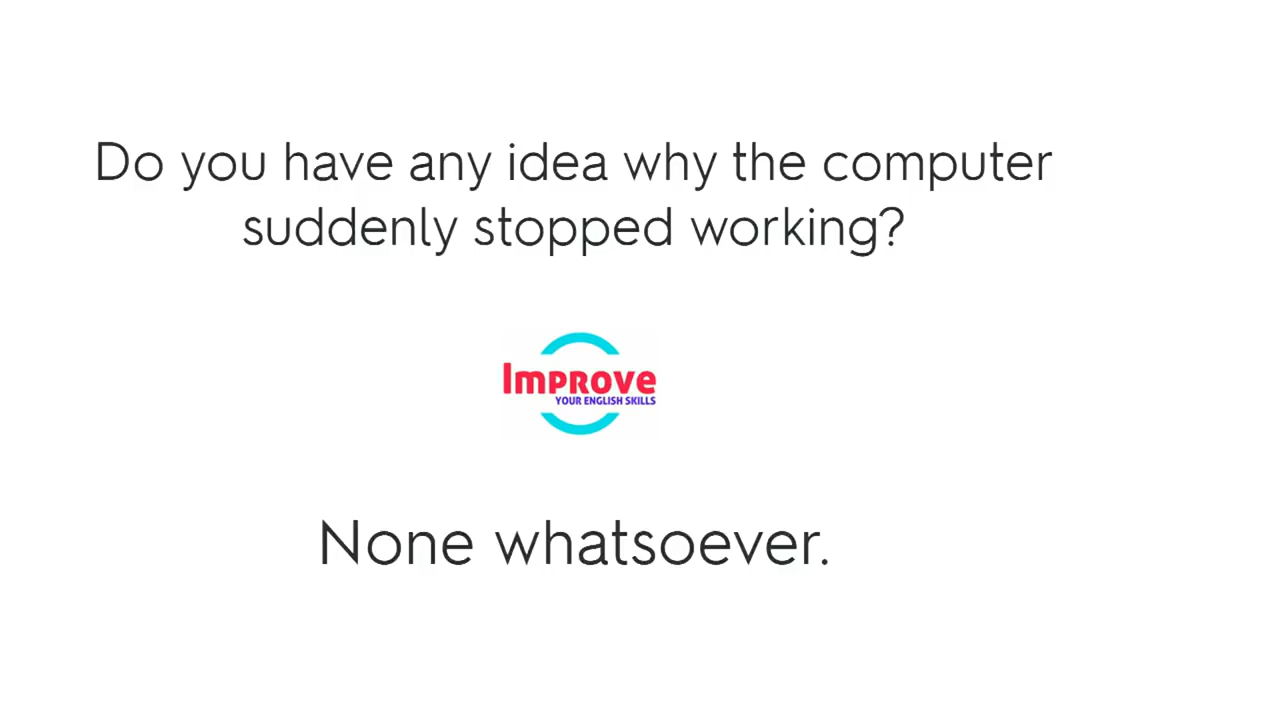 Do you have any idea why the computer
suddenly stopped working?
Improve
YOUR ENGLISH SKILLS
None whatsoever.